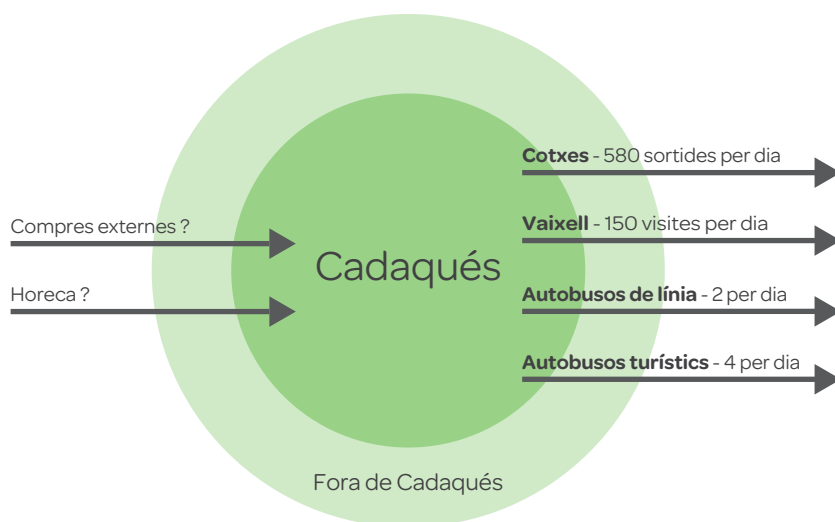 Cotxes - 580 sortides per dia
Compres externes ?
Vaixell - 150 visites per dia
Cadaqués
Horeca ?
Autobusos de línia - 2 per dia
Autobusos turístics - 4 per dia
Fora de Cadaqués